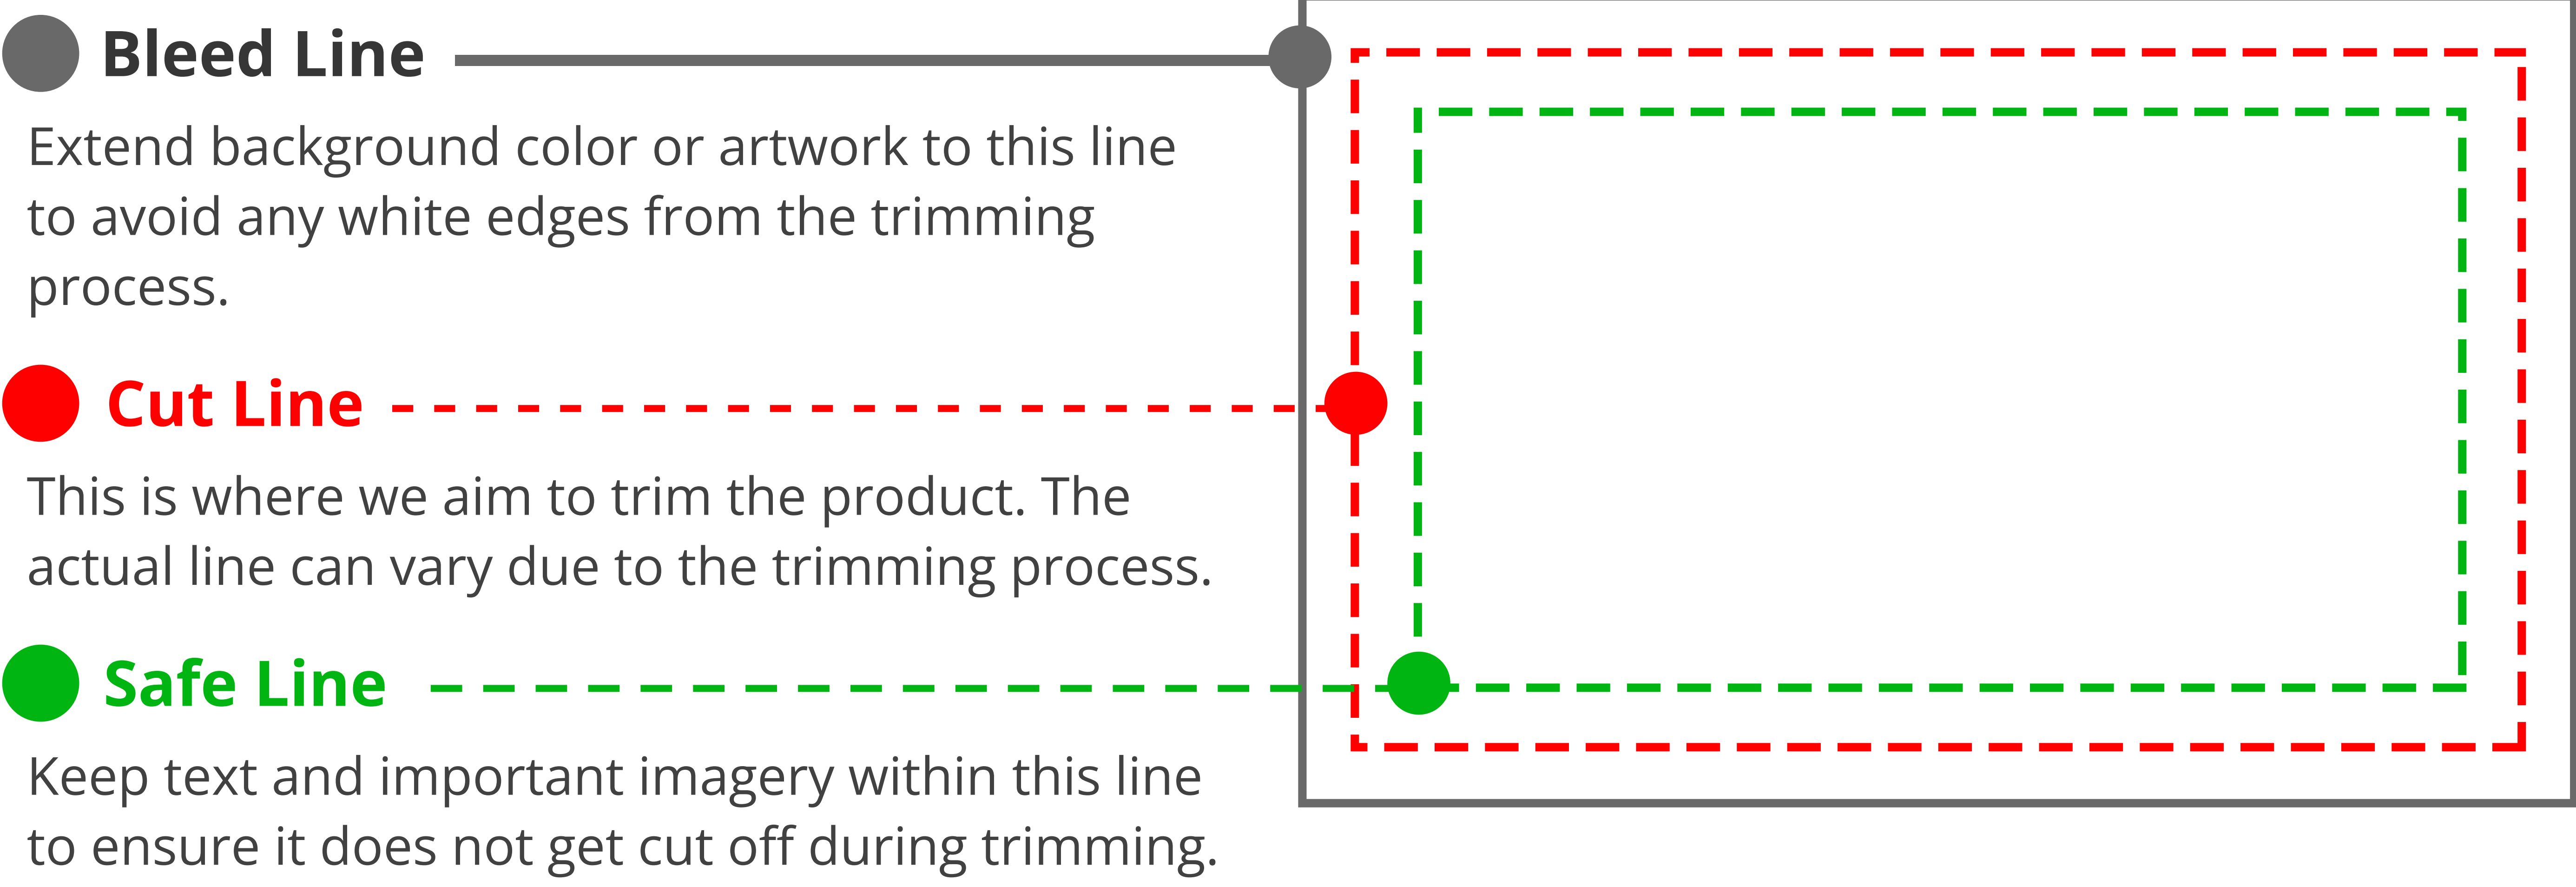 Bleed Line
Extend background color or artwork to this line
to avoid any white edges from the trimming
process.
Cut Line
This is where we aim to trim the product. The
actual line can vary due to the trimming process.
Safe Line
Keep text and important imagery within this line
to ensure it does not get cut off during trimming.